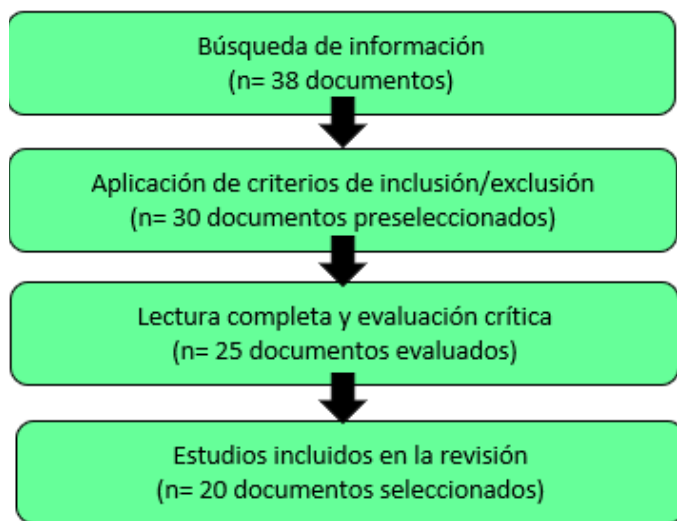 Búsqueda de información
(n= 38 documentos)
Aplicación de criterios de inclusión/exclusión
(n= 30 documentos preseleccionados)
Lectura completa y evaluación crítica
(n= 25 documentos evaluados)
Estudios incluidos en la revisión
(n= 20 documentos seleccionados)